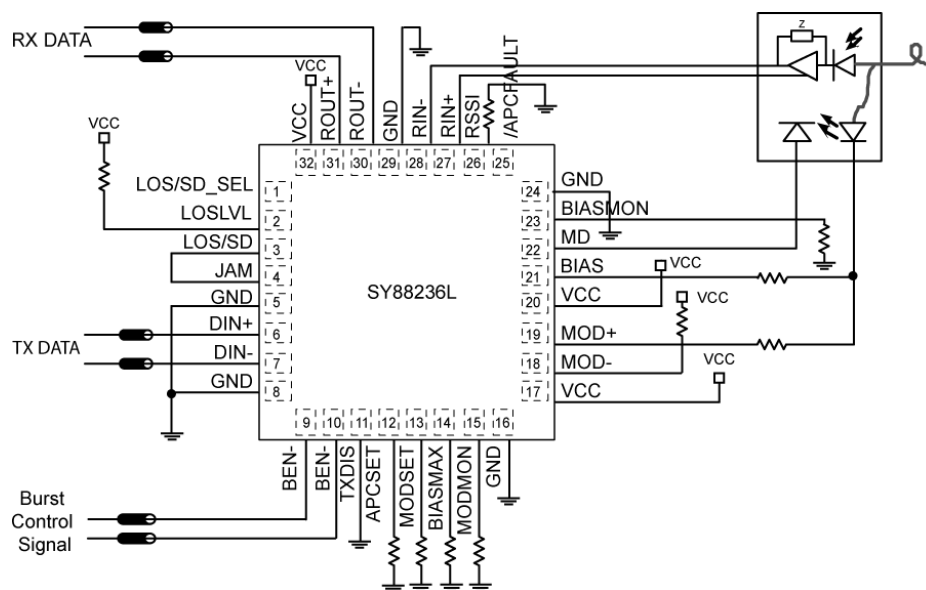 RX DATA
VCC
VCC
ROUT+
ROUT-
GND
RIN-
RIN+
RSSI
/APCFAULT
z
VCC
32
31
30
29
28
27
26
25
LOS/SD_SEL
1
LOSLVL
2
LOS/SD
3
JAM
4
GND
5
DIN+
6
TX DATA
DIN-
7
GND
8
SY88236L
24
GND
23
BIASMON
22
MD
21
BIAS
VCC
20
VCC
VCC
19
MOD+
18
MOD-
VCC
17
VCC
9
10
11
12
13
14
15
16
BEN-
BEN-
TXDIS
APCSET
MODSET
BIASMAX
MODMON
GND
Burst
Control
Signal